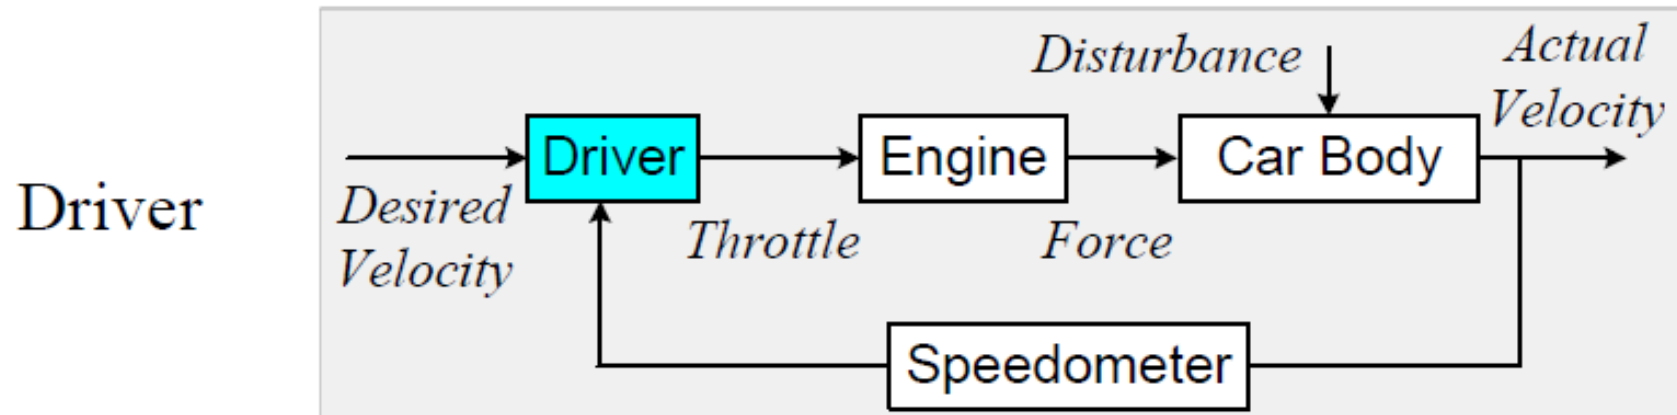 Driver
Disturbance
Actual
Velocity
Driver
Engine
Car Body
Desired
Velocity
Throttle
Force
Speedometer